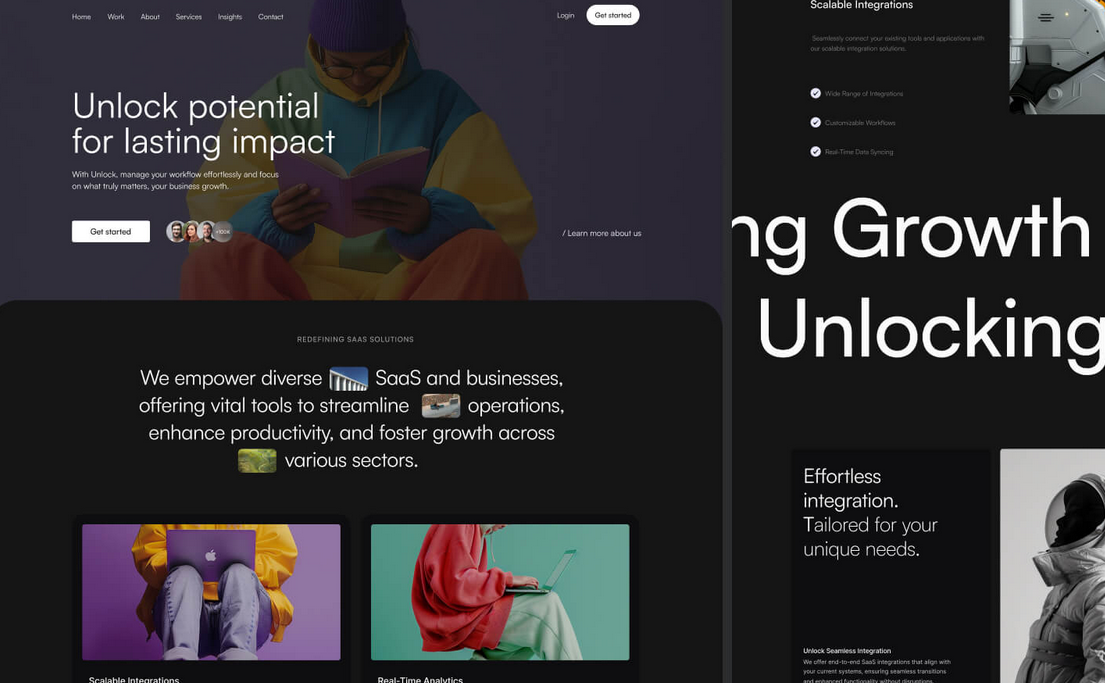 Home Work About Services Insights Contact
Login
Get started
Unlock potential
for lasting impact
With Unlock, manage your workflow effortlessly and focus
on what truly matters, your business growth.
Get started
/ Learn more about us
REDEFINING SAAS SOLUTIONS
We empower diverse SaaS and businesses,
offering vital tools to streamline operations,
enhance productivity, and foster growth across
various sectors.
Scalable Integrations
Real-Time Analytics
Scalable Integrations
Seamlessly connect your existing tools and applications with
our scalable integration solutions.
Wide Range of Integrations
Customizable Workflows
Real-Time Data Syncing
ng Growth
Unlocking
Effortless
integration.
Tailored for your
unique needs.
Unlock Seamless Integration
We offer end-to-end SaaS integrations that align with
your current systems, ensuring seamless transitions
and enhanced functionality without disruptions.